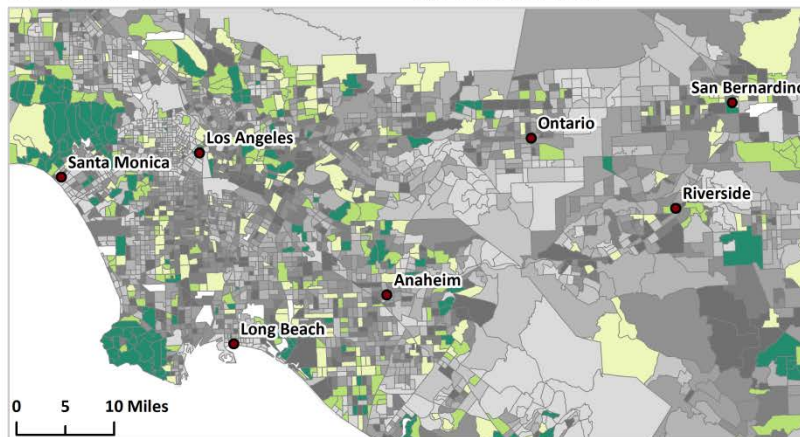 San Bernardino
Ontario
Los Angeles
Santa Monica
Riverside
Anaheim
Long Beach
0 5 10 Miles